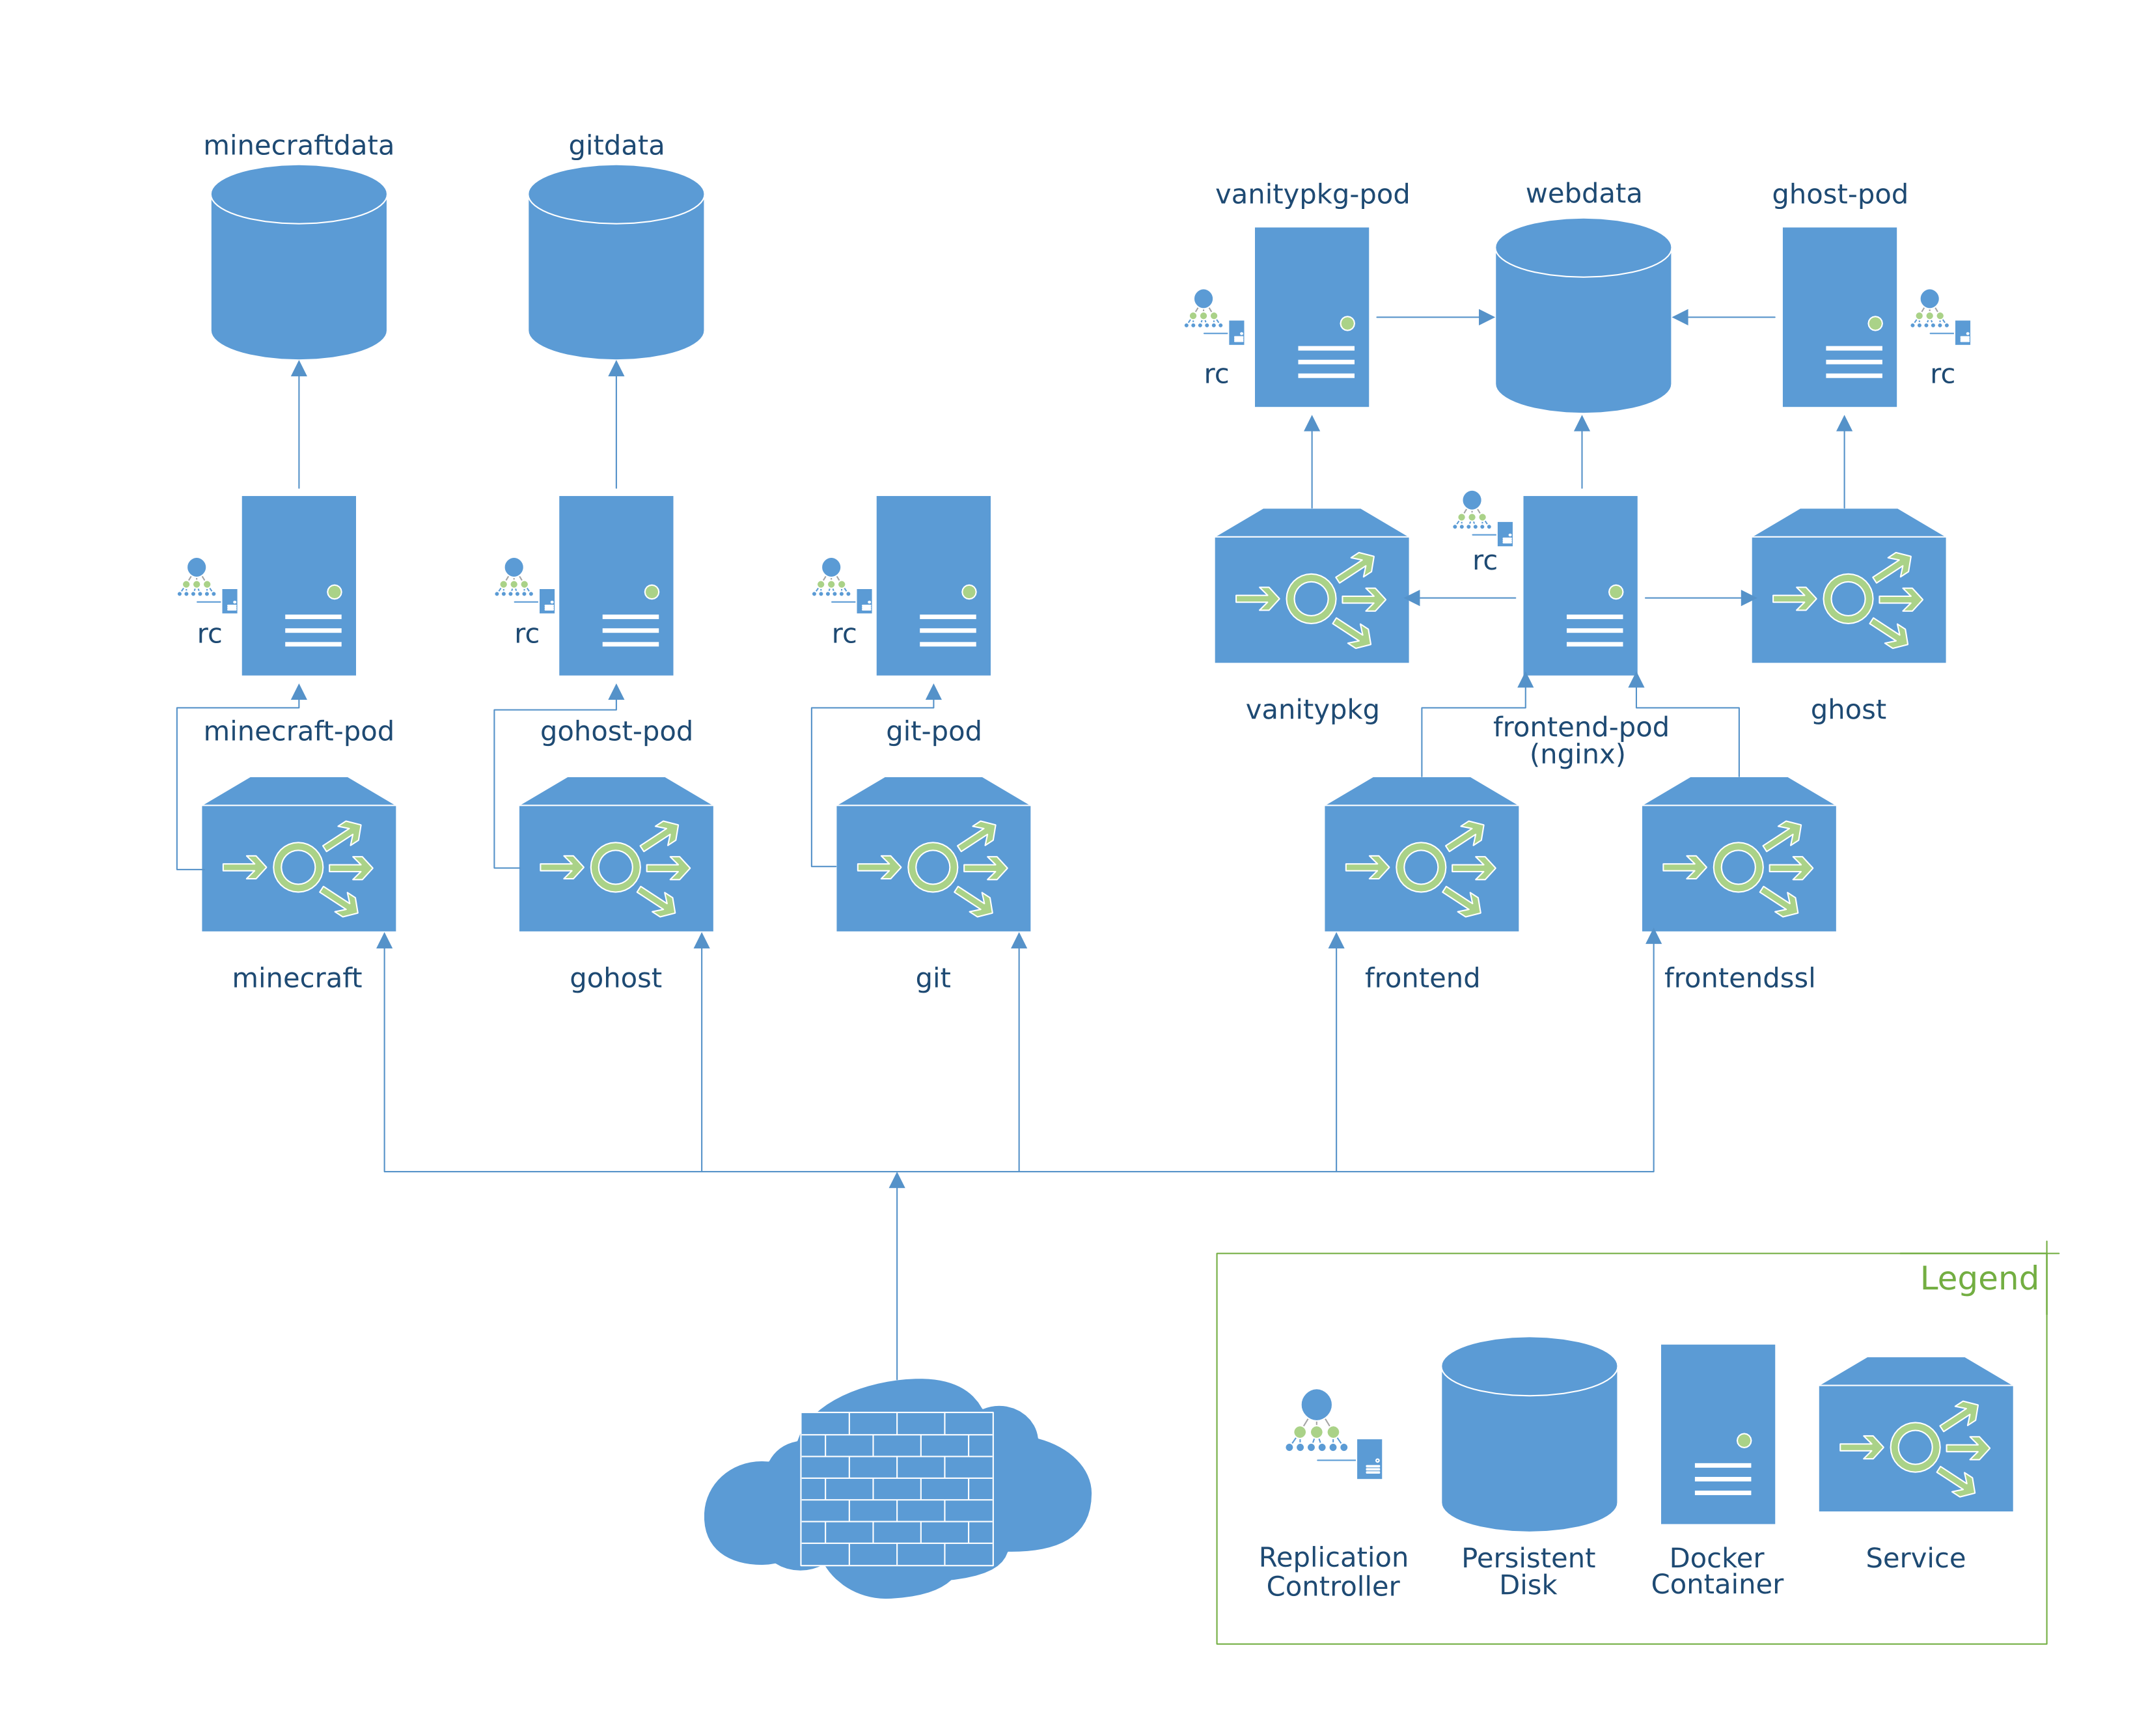 minecraftdata
gitdata
vanitypkg-pod
webdata
ghost-pod
rc
rc
rc
rc
rc
rc
vanitypkg
ghost
minecraft-pod
gohost-pod
git-pod
frontend-pod
(nginx)
minecraft
gohost
git
frontend
frontendssl
Legend
Replication
Controller
Persistent
Disk
Docker
Container
Service